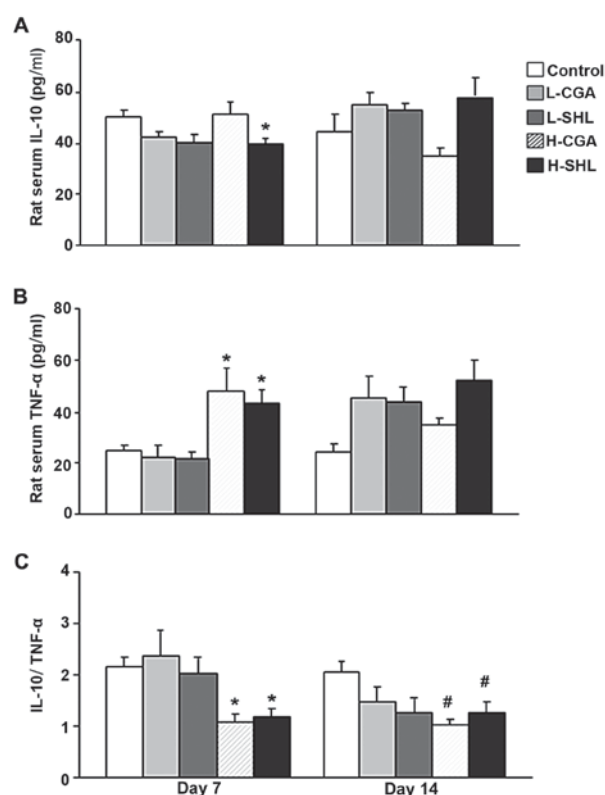 A
80
60
40
20
0
Rat serum IL-10 (pg/ml)
*
Control
L-CGA
L-SHL
H-CGA
H-SHL
B
80
60
40
20
0
Rat serum TNF-α (pg/ml)
*
*
C
4
3
2
1
0
IL-10/ TNF-α
*
*
#
#
Day 7
Day 14